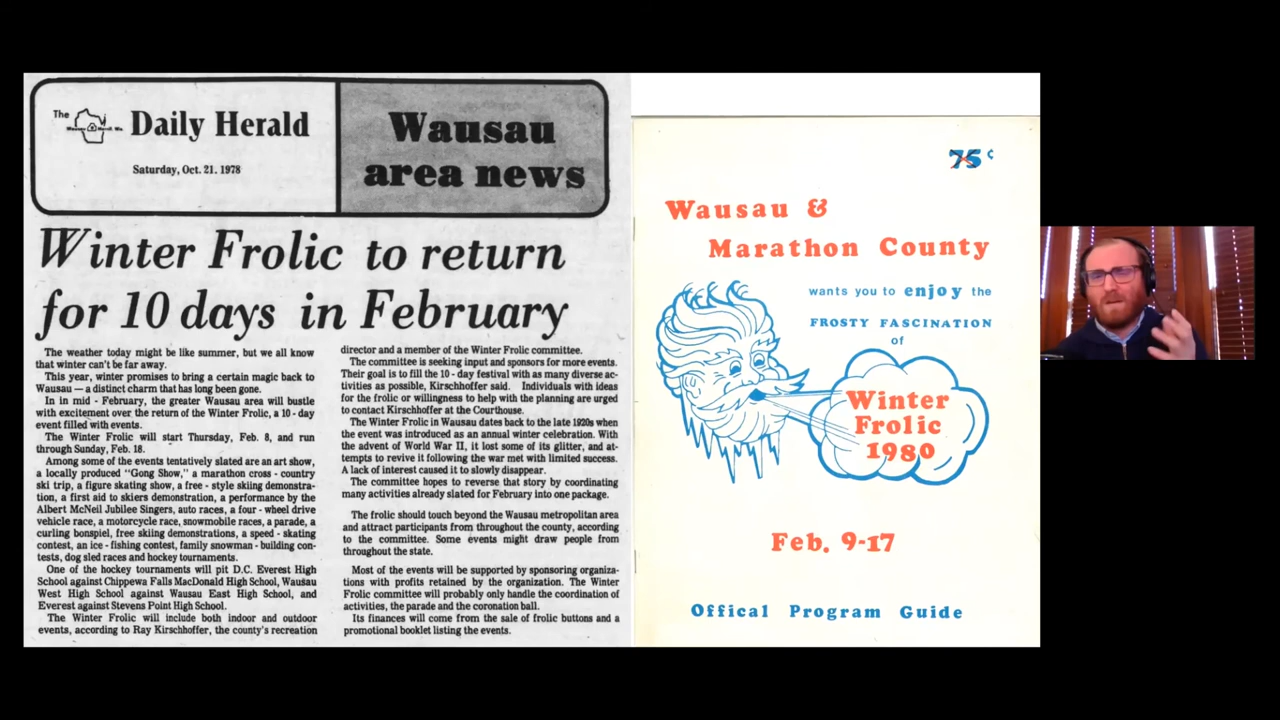 The
Daily Herald
Saturday, Oct. 21. 1978
Wausau
area news
Winter Frolic to return
for 10 days in February
The weather today might be like summer, but we all know
that winter can't be far away.
This year, winter promises to bring a certain magic back to
Wausau — a distinct charm that has long been gone.
In in mid - February, the greater Wausau area will bustle
with excitement over the return of the Winter Frolic, a 10 - day
event filled with events.
The Winter Frolic will start Thursday, Feb. 8, and run
through Sunday, Feb. 18.
Among some of the events tentatively slated are an art show,
a locally produced "Gong Show," a marathon cross - country
ski trip, a figure skating show, a free - style skiing demonstra-
tion, a first aid to skiers demonstration, a performance by the
Albert McNeil Jubilee Singers, auto races, a four - wheel drive
vehicle race, a motorcycle race, snowmobile races, a parade, a
curling bonspiel, free skiing demonstrations, a speed - skating
contest, an ice - fishing contest, family snowman - building con-
tests, dog sled races and hockey tournaments.
One of the hockey tournaments will pit D.C. Everest High
School against Chippewa Falls MacDonald High School, Wausau
West High School against Wausau East High School, and
Everest against Stevens Point High School.
The Winter Frolic will include both indoor and outdoor
events, according to Ray Kirschhoffer, the county's recreation
director and a member of the Winter Frolic committee.
The committee is seeking input and sponsors for more events.
Their goal is to fill the 10 - day festival with as many diverse ac-
tivities as possible, Kirschhoffer said. Individuals with ideas
for the frolic or willingness to help with the planning are urged
to contact Kirschhoffer at the Courthouse.
The Winter Frolic in Wausau dates back to the late 1920s when
the event was introduced as an annual winter celebration. With
the advent of World War II, it lost some of its glitter, and at-
tempts to revive it following the war met with limited success.
A lack of interest caused it to slowly disappear.
The committee hopes to reverse that story by coordinating
many activities already slated for February into one package.
The frolic should touch beyond the Wausau metropolitan area
and attract participants from throughout the county, according
to the committee. Some events might draw people from
throughout the state.
Most of the events will be supported by sponsoring organiza-
tions with profits retained by the organization. The Winter
Frolic committee will probably only handle the coordination of
activities, the parade and the coronation ball.
Its finances will come from the sale of frolic buttons and a
promotional booklet listing the events.
75¢
Wausau &
Marathon County
wants you to enjoy the
FROSTY FASCINATION
of
Winter
Frolic
1980
Feb. 9-17
Offical Program Guide